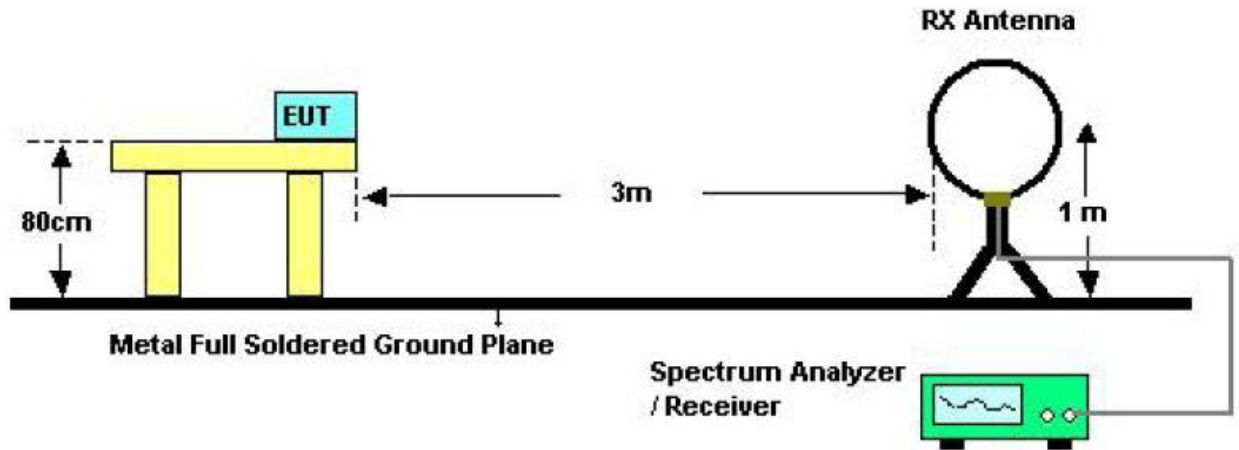 RX Antenna
EUT
80cm
3m
1 m
Metal Full Soldered Ground Plane
Spectrum Analyzer
/ Receiver